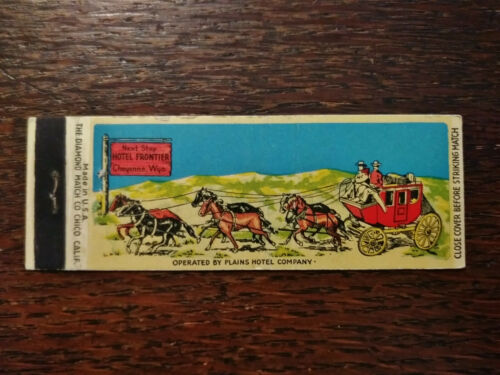 Next Stop
HOTEL FRONTIER
Cheyenne, Wyo.
OPERATED BY PLAINS HOTEL COMPANY.
CLOSE COVER BEFORE STRIKING MATCH
Made in U.S.A.
THE DIAMOND MATCH CO. CHICO CALIF.